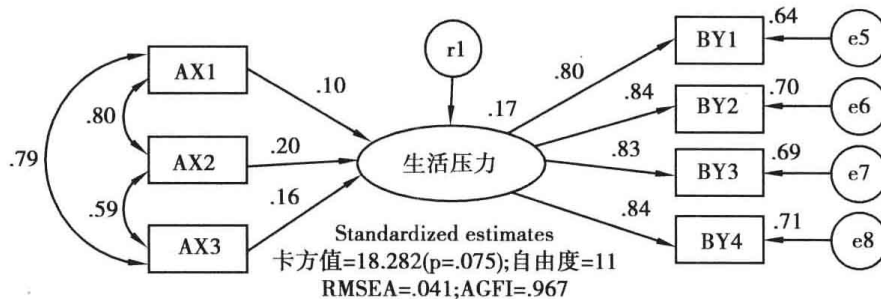 r1
.64
BY1
e5
AX1
.10
.80
.17
.84
.70
BY2
e6
.80
.79
AX2
.20
生活压力
.83
.69
BY3
e7
.59
.16
.84
.71
AX3
BY4
e8
Standardized estimates
卡方值=18.282(p=.075);自由度=11
RMSEA=.041;AGFI=.967